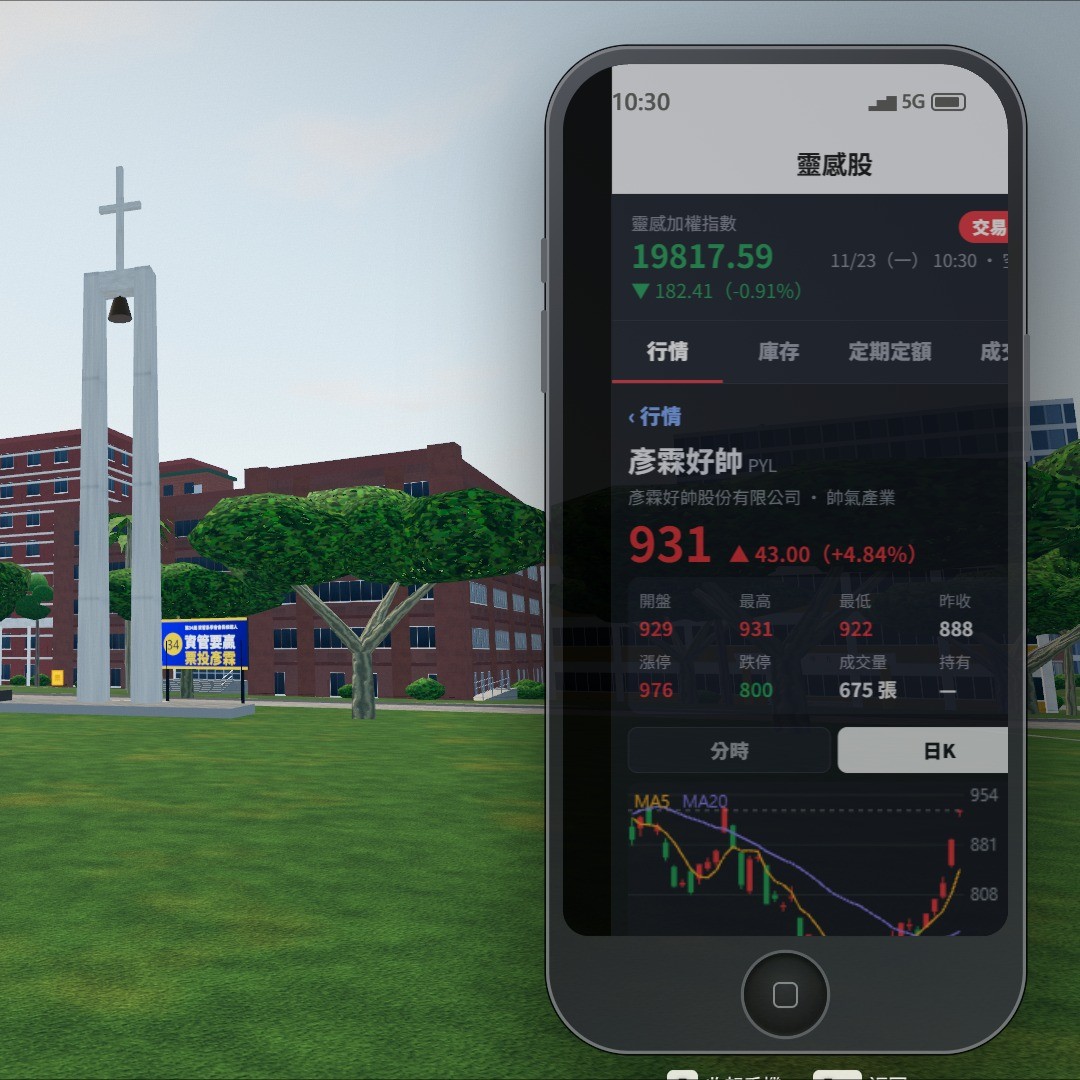 10:30
5G
靈感股
靈感加權指數
交易
19817.59
11/23（一） 10:30・
▼ 182.41（-0.91%）
行情
庫存
定期定額
成交
‹ 行情
彥霖好帥 PYL
彥霖好帥股份有限公司・帥氣產業
931 ▲ 43.00（+4.84%）
開盤 最高 最低 昨收
929 931 922 888
漲停 跌停 成交量 持有
976 800 675 張 —
分時
日K
MA5 MA20
954
881
808
34
資管要贏
票投彥霖